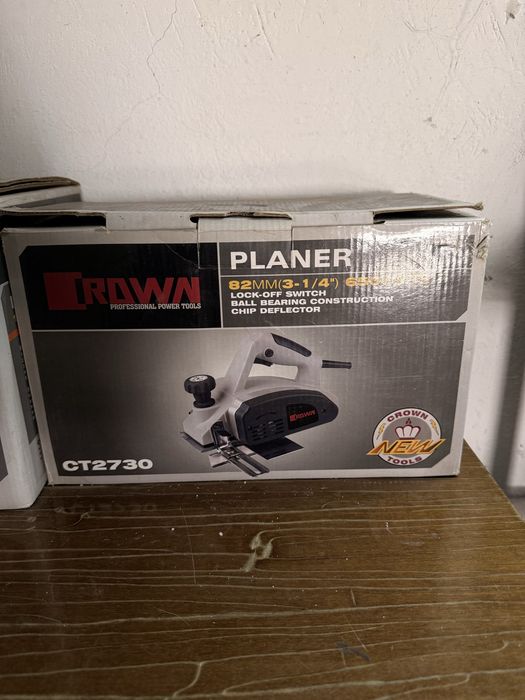 CROWN
PROFESSIONAL POWER TOOLS
PLANER
82MM(3-1/4")
LOCK-OFF SWITCH
BALL BEARING CONSTRUCTION
CHIP DEFLECTOR
CROWN
CT2730
CROWN
NEW
TOOLS